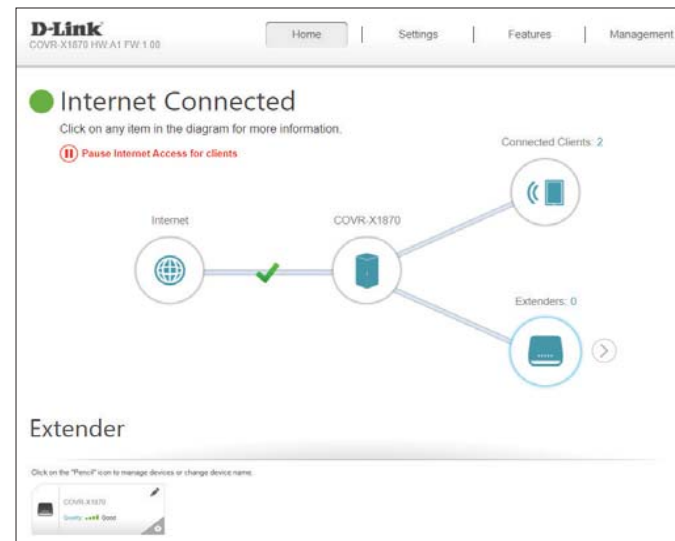 D-Link
COVR-X1870 HW:A1 FW:1.00
Home
Settings
Features
Management
Internet Connected
Click on any item in the diagram for more information.
Pause Internet Access for clients
Connected Clients: 2
Internet
COVR-X1870
Extenders: 0
Extender
Click on the "Pencil" icon to manage devices or change device name.
COVR-X1870
Quality: Good